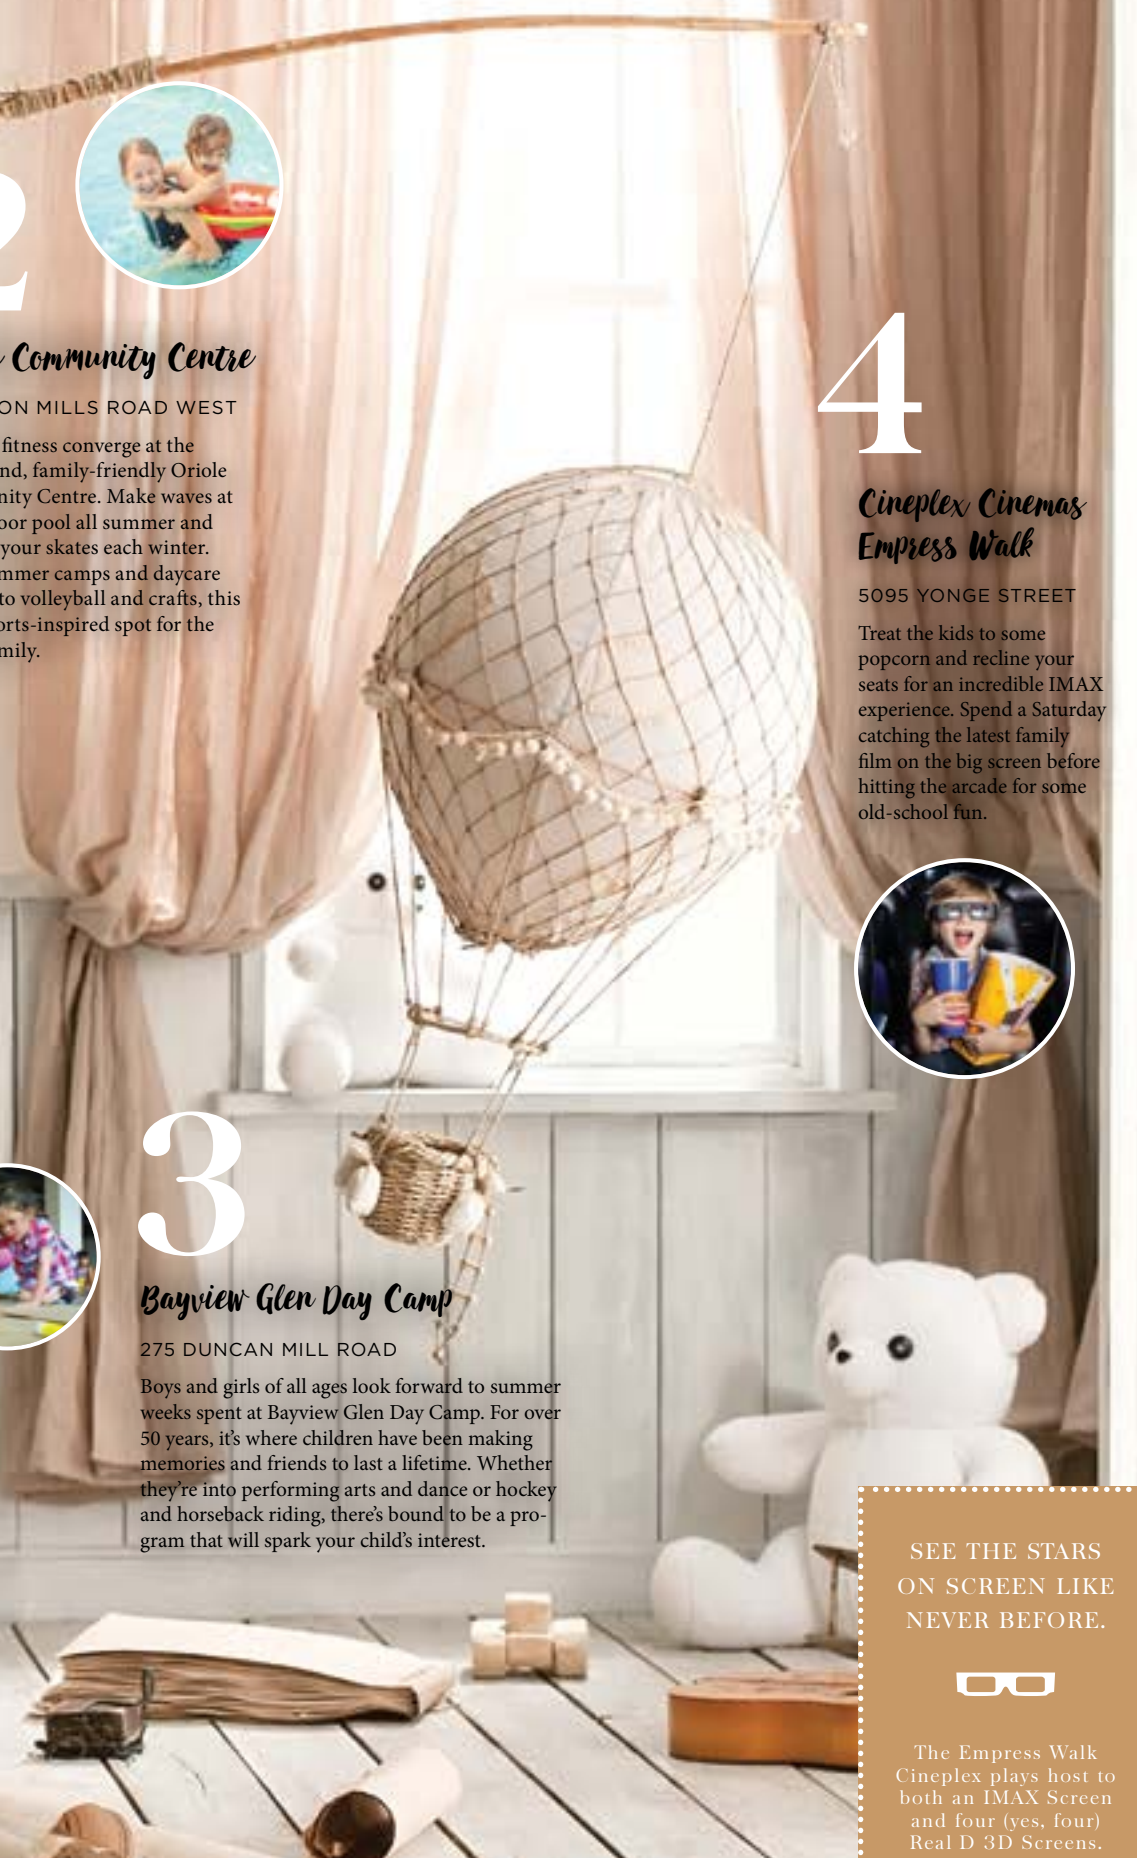 2
Community Centre
ON MILLS ROAD WEST
fitness converge at the
nd, family-friendly Oriole
nity Centre. Make waves at
oor pool all summer and
your skates each winter.
mmer camps and daycare
to volleyball and crafts, this
orts-inspired spot for the
mily.
4
Cineplex Cinemas
Empress Walk
5095 YONGE STREET
Treat the kids to some
popcorn and recline your
seats for an incredible IMAX
experience. Spend a Saturday
catching the latest family
film on the big screen before
hitting the arcade for some
old-school fun.
3
Bayview Glen Day Camp
275 DUNCAN MILL ROAD
Boys and girls of all ages look forward to summer
weeks spent at Bayview Glen Day Camp. For over
50 years, it's where children have been making
memories and friends to last a lifetime. Whether
they're into performing arts and dance or hockey
and horseback riding, there's bound to be a pro-
gram that will spark your child's interest.
SEE THE STARS
ON SCREEN LIKE
NEVER BEFORE.
The Empress Walk
Cineplex plays host to
both an IMAX Screen
and four (yes, four)
Real D 3D Screens.